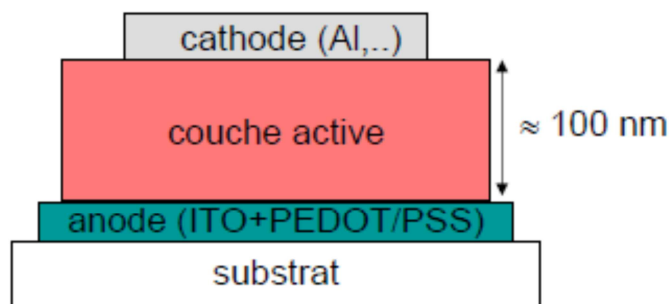 cathode (Al,..)
couche active
≈ 100 nm
anode (ITO+PEDOT/PSS)
substrat